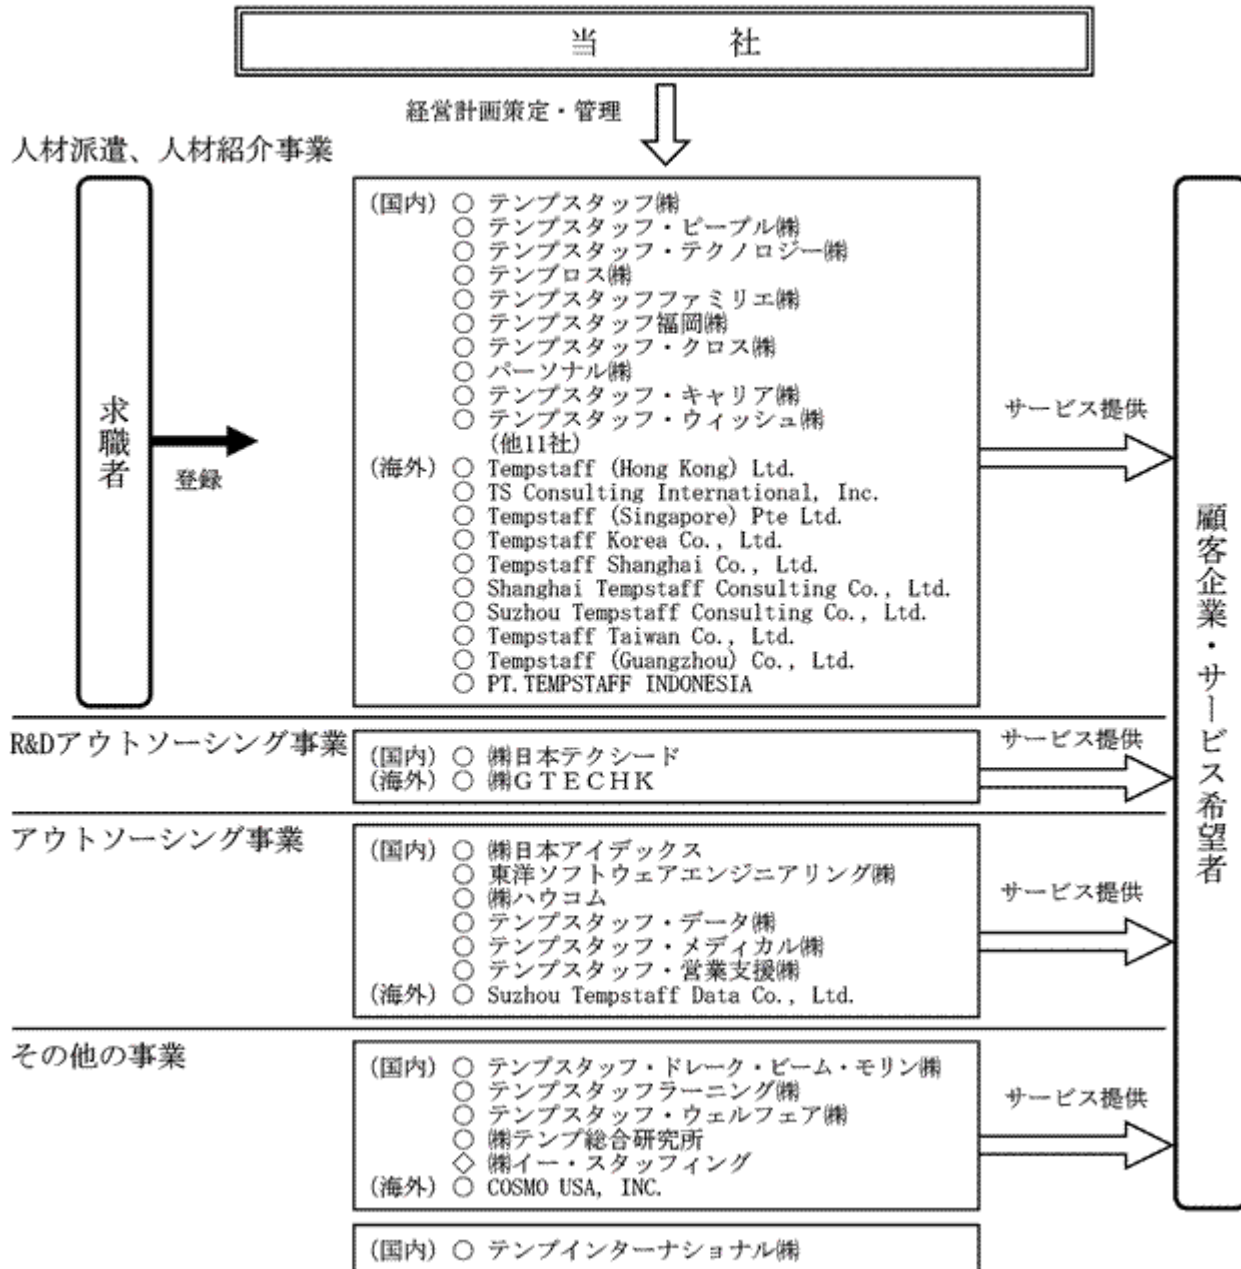 当 社
経営計画策定・管理
人材派遣、人材紹介事業
求職者
登録
(国内) ○ テンプスタッフ㈱
○ テンプスタッフ・ピープル㈱
○ テンプスタッフ・テクノロジー㈱
○ テンプロス㈱
○ テンプスタッフファミリエ㈱
○ テンプスタッフ福岡㈱
○ テンプスタッフ・クロス㈱
○ パーソナル㈱
○ テンプスタッフ・キャリア㈱
○ テンプスタッフ・ウィッシュ㈱
(他11社)
(海外) ○ Tempstaff (Hong Kong) Ltd.
○ TS Consulting International, Inc.
○ Tempstaff (Singapore) Pte Ltd.
○ Tempstaff Korea Co., Ltd.
○ Tempstaff Shanghai Co., Ltd.
○ Shanghai Tempstaff Consulting Co., Ltd.
○ Suzhou Tempstaff Consulting Co., Ltd.
○ Tempstaff Taiwan Co., Ltd.
○ Tempstaff (Guangzhou) Co., Ltd.
○ PT.TEMPSTAFF INDONESIA
サービス提供
顧客企業・サービス希望者
R&Dアウトソーシング事業
(国内) ○ ㈱日本テクシード
(海外) ○ ㈱ＧＴＥＣＨＫ
サービス提供
アウトソーシング事業
(国内) ○ ㈱日本アイデックス
○ 東洋ソフトウェアエンジニアリング㈱
○ ㈱ハウコム
○ テンプスタッフ・データ㈱
○ テンプスタッフ・メディカル㈱
○ テンプスタッフ・営業支援㈱
(海外) ○ Suzhou Tempstaff Data Co., Ltd.
サービス提供
その他の事業
(国内) ○ テンプスタッフ・ドレーク・ビーム・モリン㈱
○ テンプスタッフラーニング㈱
○ テンプスタッフ・ウェルフェア㈱
○ ㈱テンプ総合研究所
◇ ㈱イー・スタッフィング
(海外) ○ COSMO USA, INC.
サービス提供
(国内) ○ テンプインターナショナル㈱